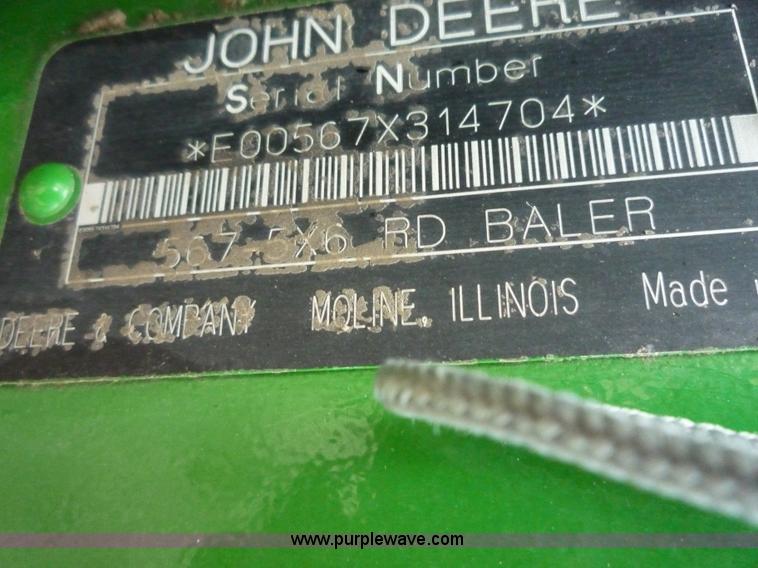 JOHN DEERE
Serial Number
*E00567X314704*
567 5X6 RD BALER
DEERE & COMPANY MOLINE, ILLINOIS Made
www.purplewave.com